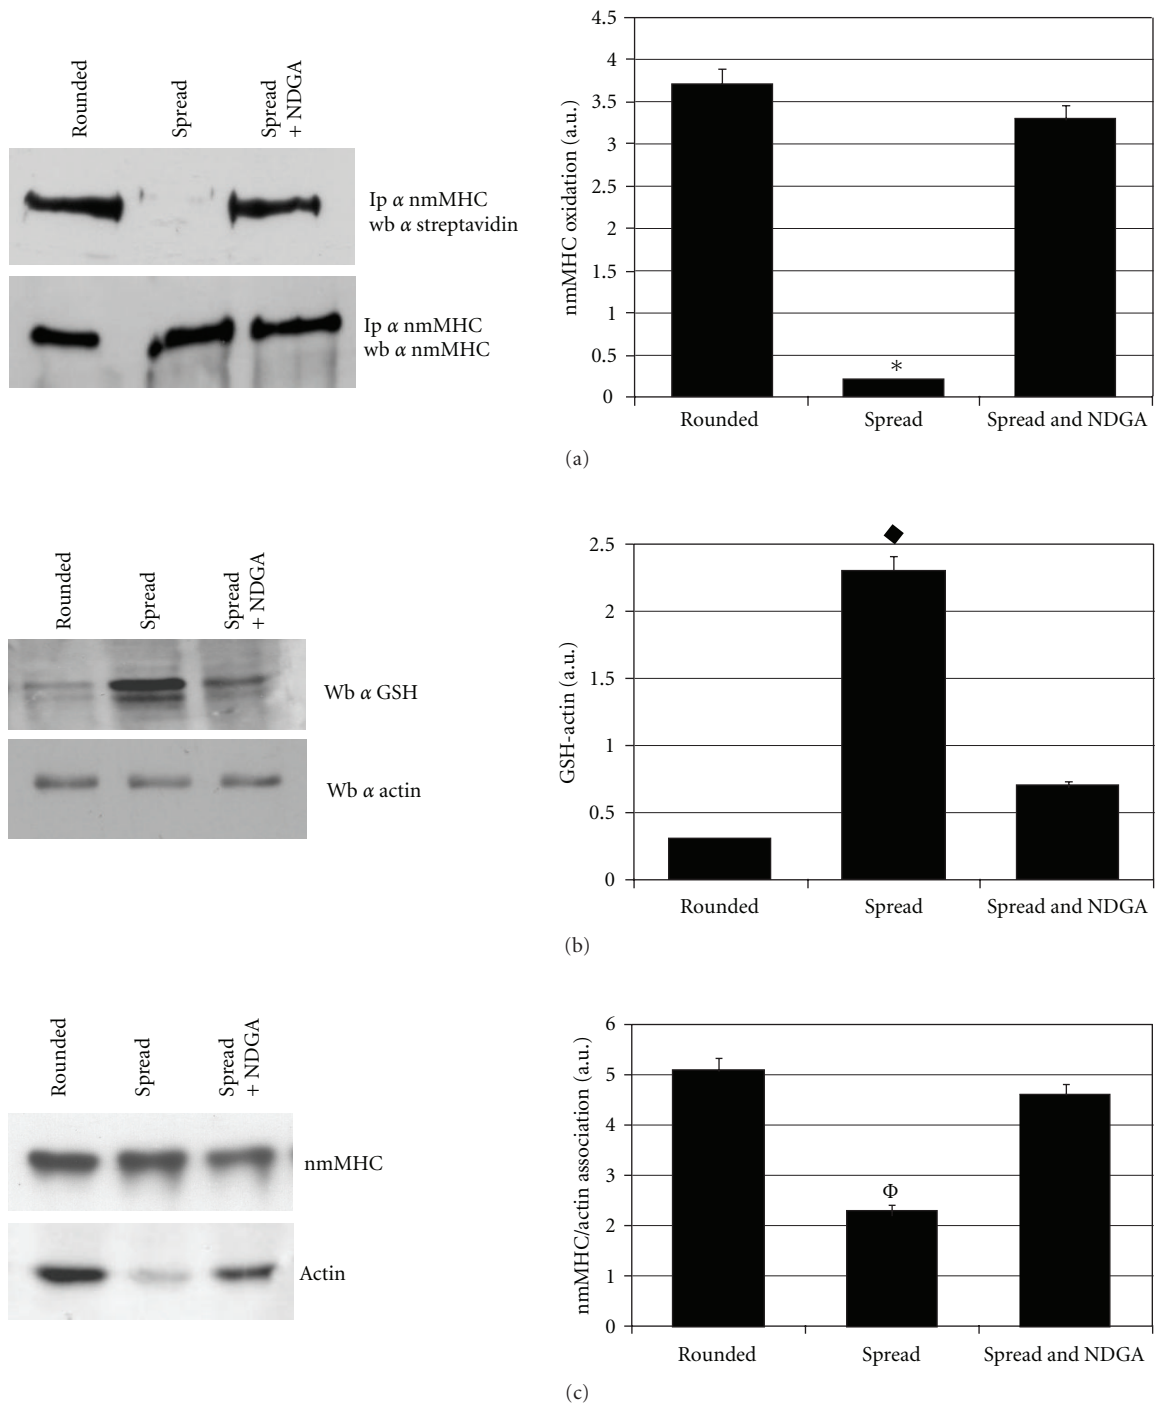 Rounded
Spread
Spread
+ NDGA
Ip α nmMHC
wb α streptavidin
Ip α nmMHC
wb α nmMHC
nmMHC oxidation (a.u.)
4.5
4
3.5
3
2.5
2
1.5
1
0.5
0
*
Rounded
Spread
Spread and NDGA
(a)
Rounded
Spread
Spread
+ NDGA
Wb α GSH
Wb α actin
GSH-actin (a.u.)
2.5
2
1.5
1
0.5
0
Rounded
Spread
Spread and NDGA
(b)
Rounded
Spread
Spread
+ NDGA
nmMHC
Actin
nmMHC/actin association (a.u.)
6
5
4
3
2
1
0
Φ
Rounded
Spread
Spread and NDGA
(c)